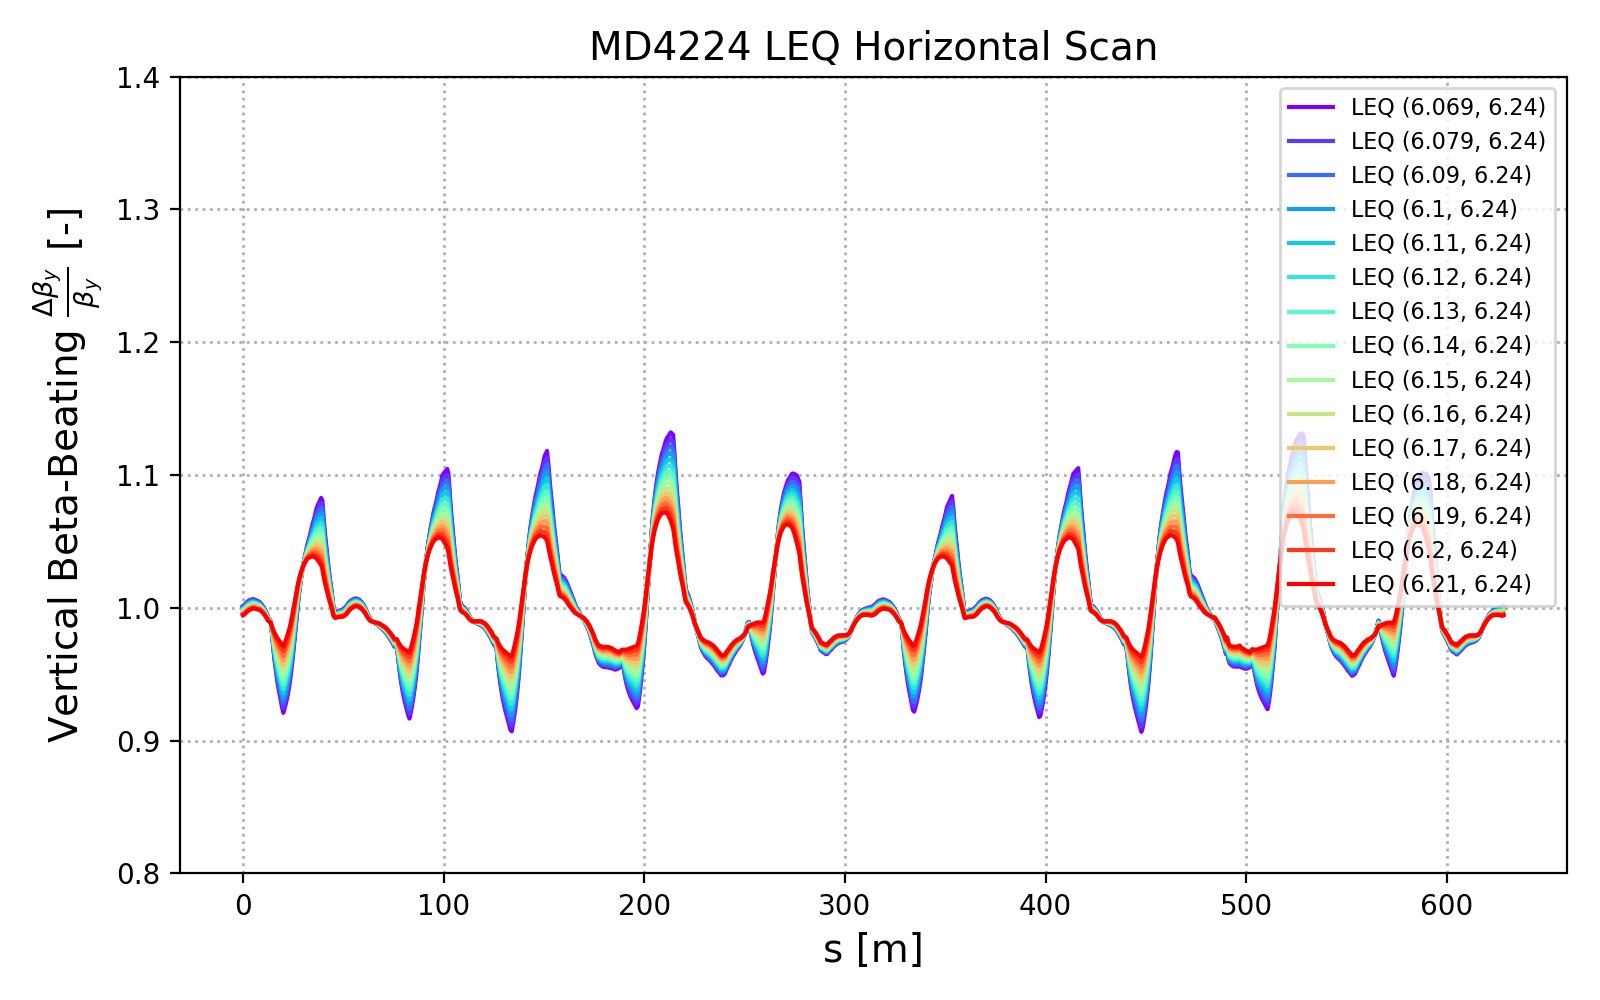 MD4224 LEQ Horizontal Scan
Vertical Beta-Beating Δβy/βy [-]
1.4
1.3
1.2
1.1
1.0
0.9
0.8
LEQ (6.069, 6.24)
LEQ (6.079, 6.24)
LEQ (6.09, 6.24)
LEQ (6.1, 6.24)
LEQ (6.11, 6.24)
LEQ (6.12, 6.24)
LEQ (6.13, 6.24)
LEQ (6.14, 6.24)
LEQ (6.15, 6.24)
LEQ (6.16, 6.24)
LEQ (6.17, 6.24)
LEQ (6.18, 6.24)
LEQ (6.19, 6.24)
LEQ (6.2, 6.24)
LEQ (6.21, 6.24)
0 100 200 300 400 500 600
s [m]